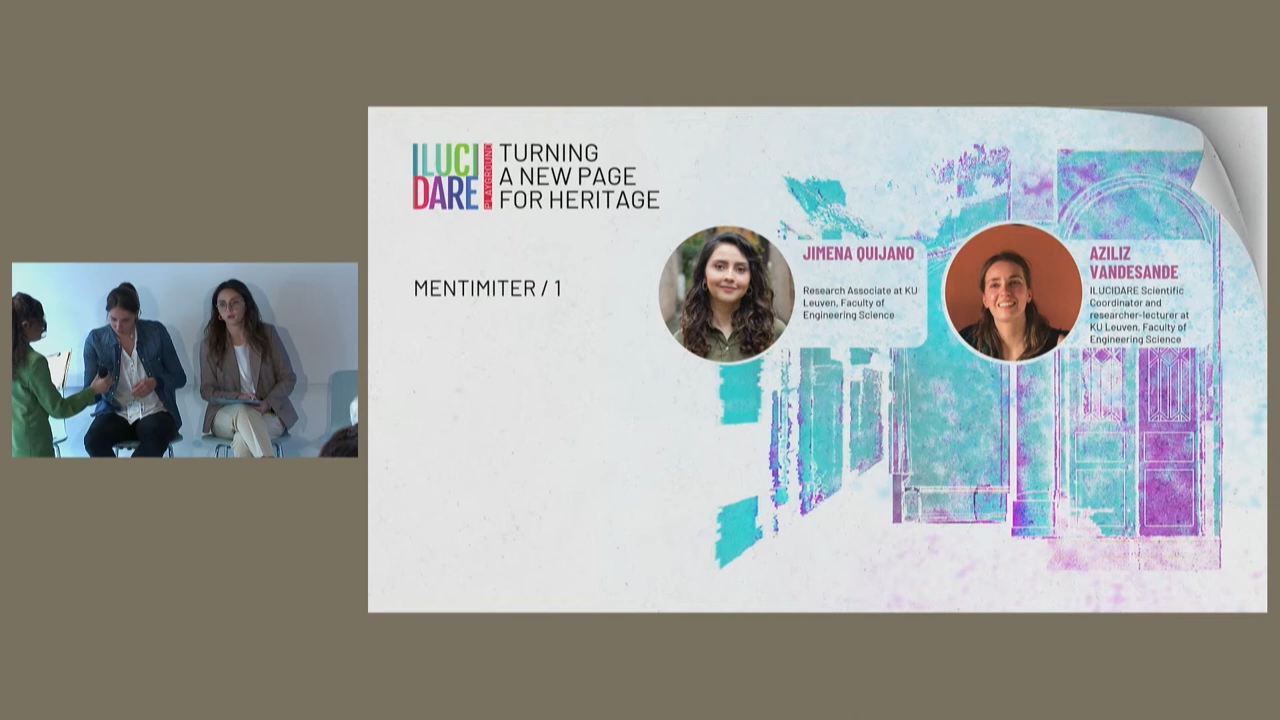 ILUCI
DARE
PLAYGROUND
TURNING
A NEW PAGE
FOR HERITAGE
MENTIMITER / 1
JIMENA QUIJANO
Research Associate at KU
Leuven, Faculty of
Engineering Science
AZILIZ
VANDESANDE
ILUCIDARE Scientific
Coordinator and
researcher-lecturer at
KU Leuven, Faculty of
Engineering Science